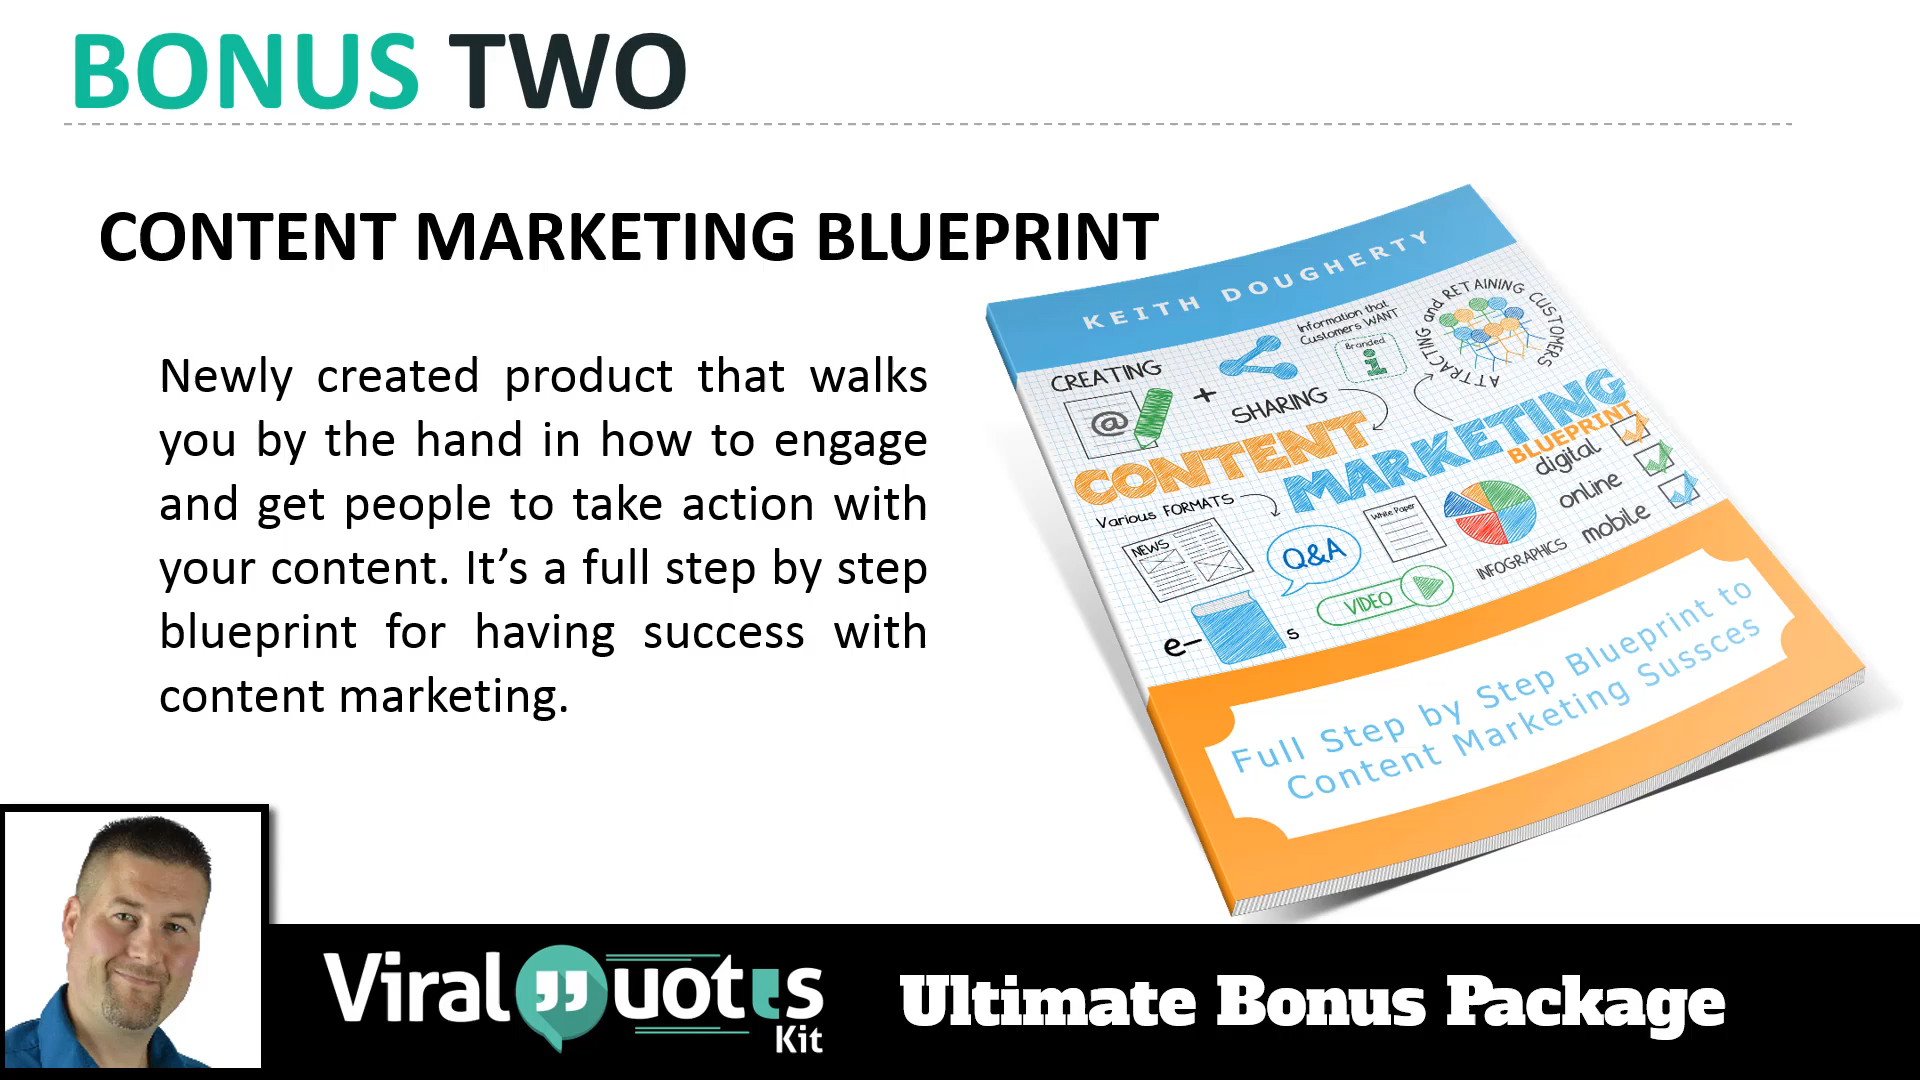 BONUS TWO
CONTENT MARKETING BLUEPRINT
Newly created product that walks
you by the hand in how to engage
and get people to take action with
your content. It's a full step by step
blueprint for having success with
content marketing.
KEITH DOUGHERTY
CREATING
+
SHARING
Information that
Customers WANT
Branded
i
ATTRACTING and RETAINING CUSTOMERS
@
CONTENT
MARKETING
BLUEPRINT
digital
online
mobile
Various FORMATS
NEWS
Q&A
White Paper
INFOGRAPHICS
VIDEO
e-
s
Full Step by Step Blueprint to
Content Marketing Sussces
Viral Quotes
Kit
Ultimate Bonus Package